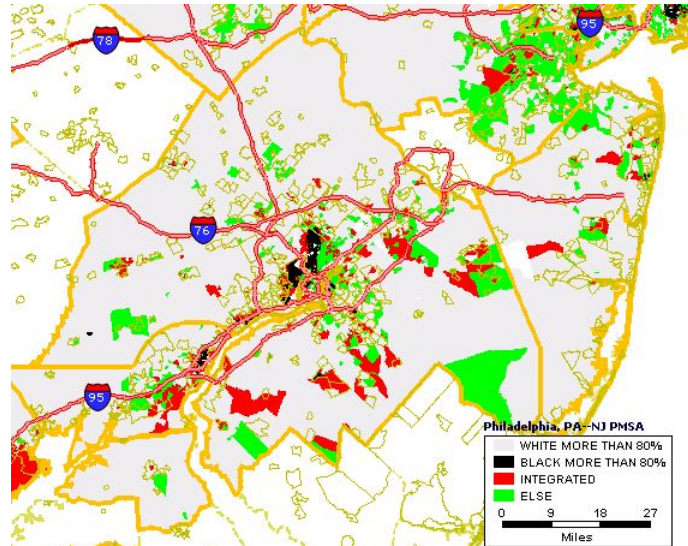 95
78
76
95
Philadelphia, PA--NJ PMSA
WHITE MORE THAN 80%
BLACK MORE THAN 80%
INTEGRATED
ELSE
0 9 18 27
Miles